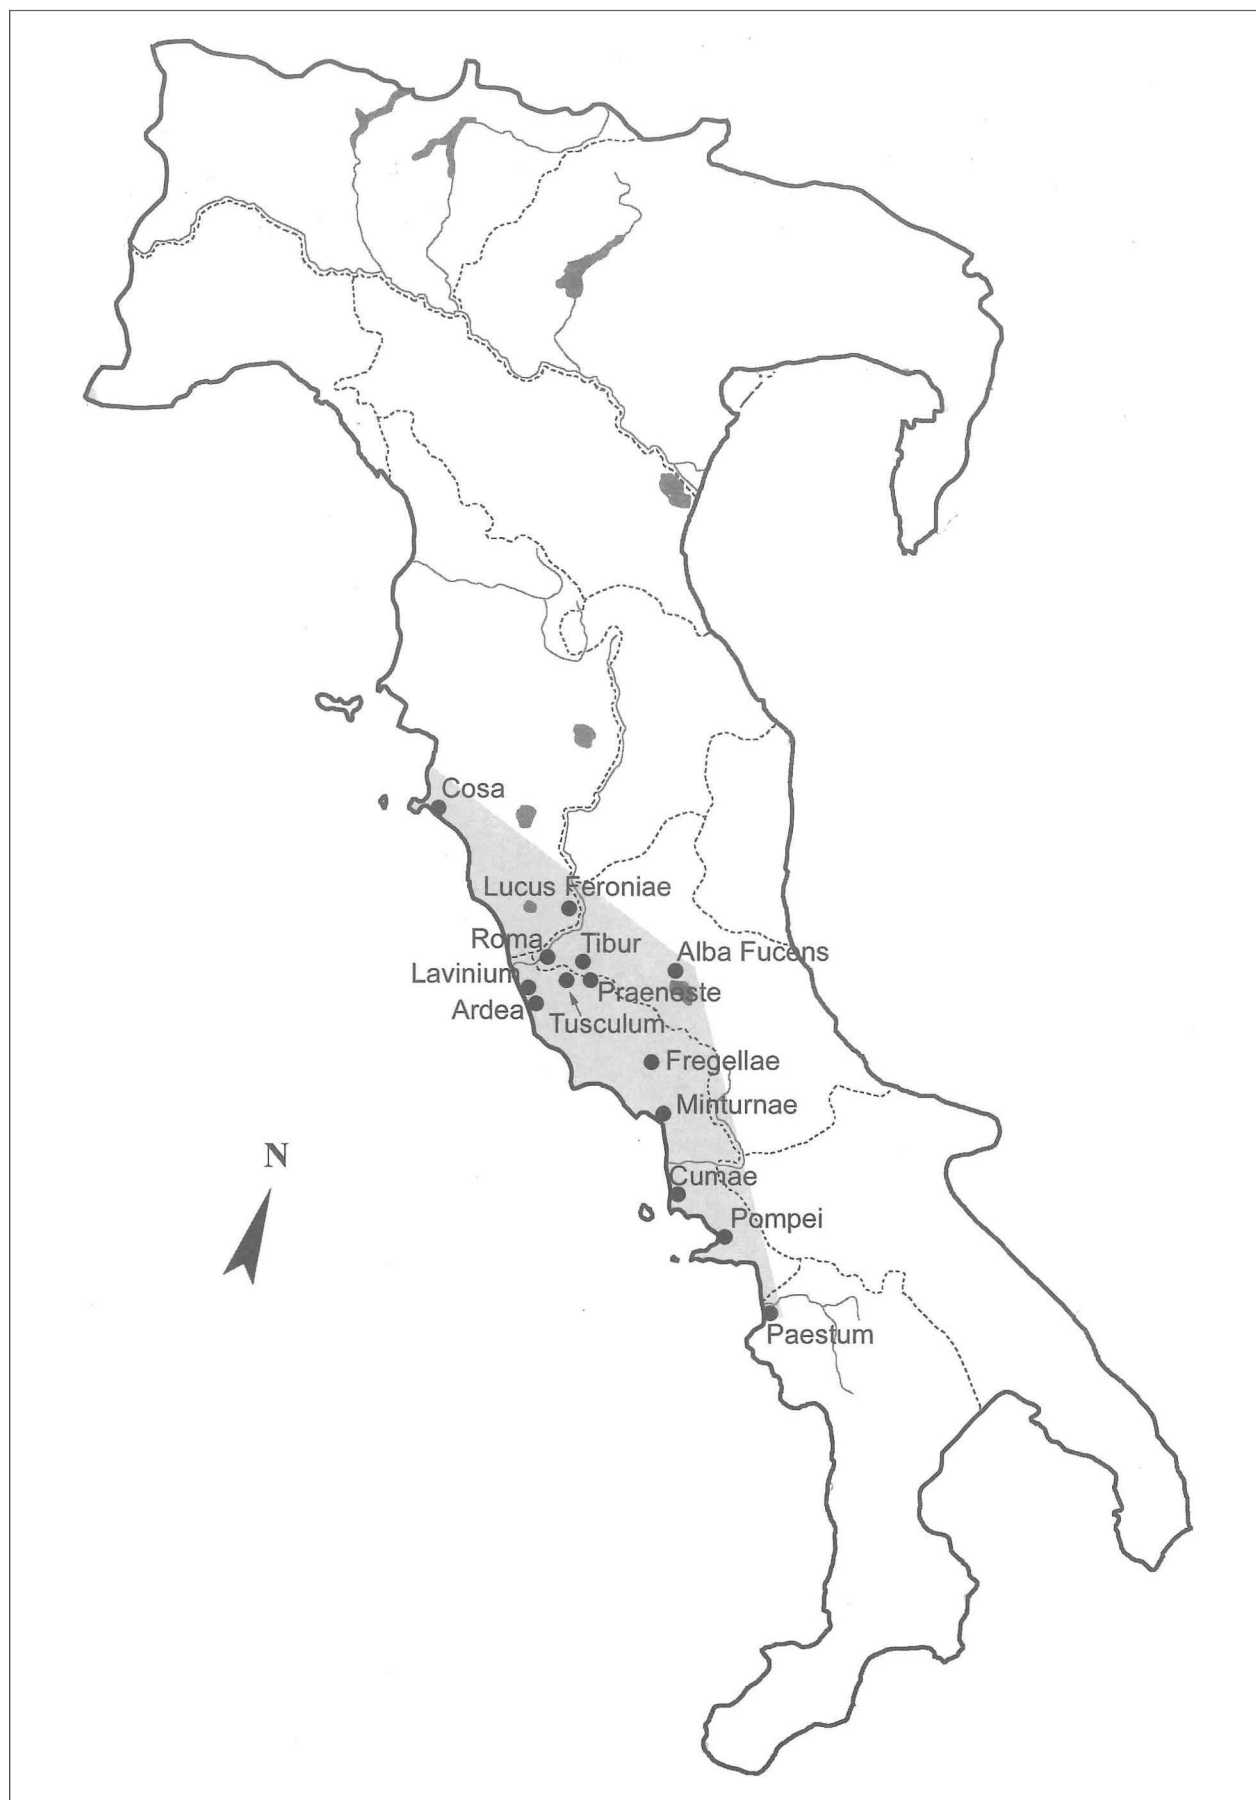 Cosa
Lucus Feroniae
Roma
Tibur
Alba Fucens
Lavinium
Praeneste
Ardea
Tusculum
Fregellae
Minturnae
N
Cumae
Pompei
Paestum